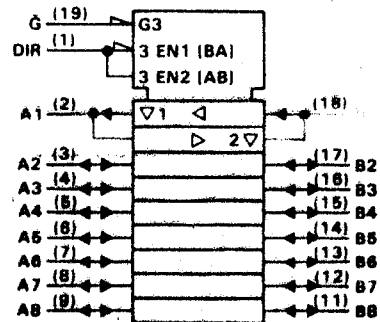 Ḡ (19) G3
DIR (1) 3 EN1 (BA)
3 EN2 (AB)
A1 (2) ▽ 1 ◁ (18)
▷ 2 ▽
A2 (3) (17) B2
A3 (4) (16) B3
A4 (5) (15) B4
A5 (6) (14) B5
A6 (7) (13) B6
A7 (8) (12) B7
A8 (9) (11) B8